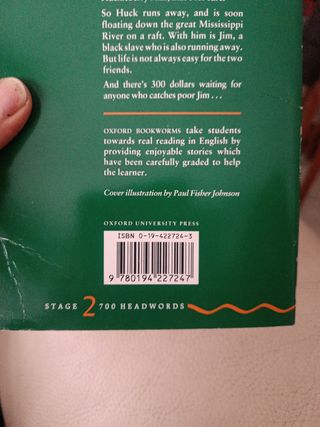 So Huck runs away, and is soon
floating down the great Mississippi
River on a raft. With him is Jim, a
black slave who is also running away.
But life is not always easy for the two
friends.
And there's 300 dollars waiting for
anyone who catches poor Jim . . .
OXFORD BOOKWORMS take students
towards real reading in English by
providing enjoyable stories which
have been carefully graded to help
the learner.
Cover illustration by Paul Fisher Johnson
OXFORD UNIVERSITY PRESS
ISBN 0-19-422724-3
9 780194 227247
STAGE 2 700 HEADWORDS